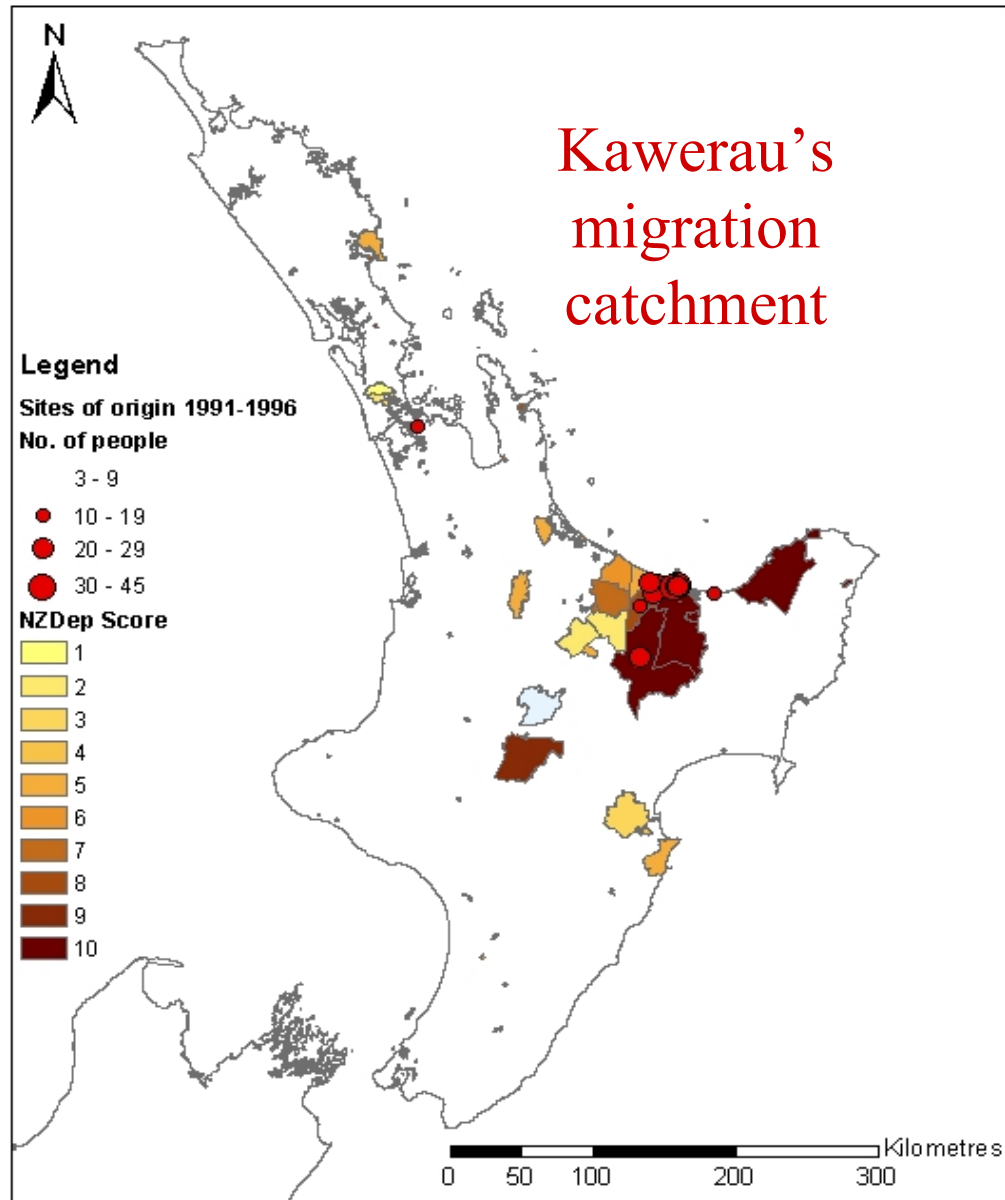 N
Kawerau’s
migration
catchment
Legend
Sites of origin 1991-1996
No. of people
3 - 9
10 - 19
20 - 29
30 - 45
NZDep Score
1
2
3
4
5
6
7
8
9
10
Kilometres
0 50 100 200 300